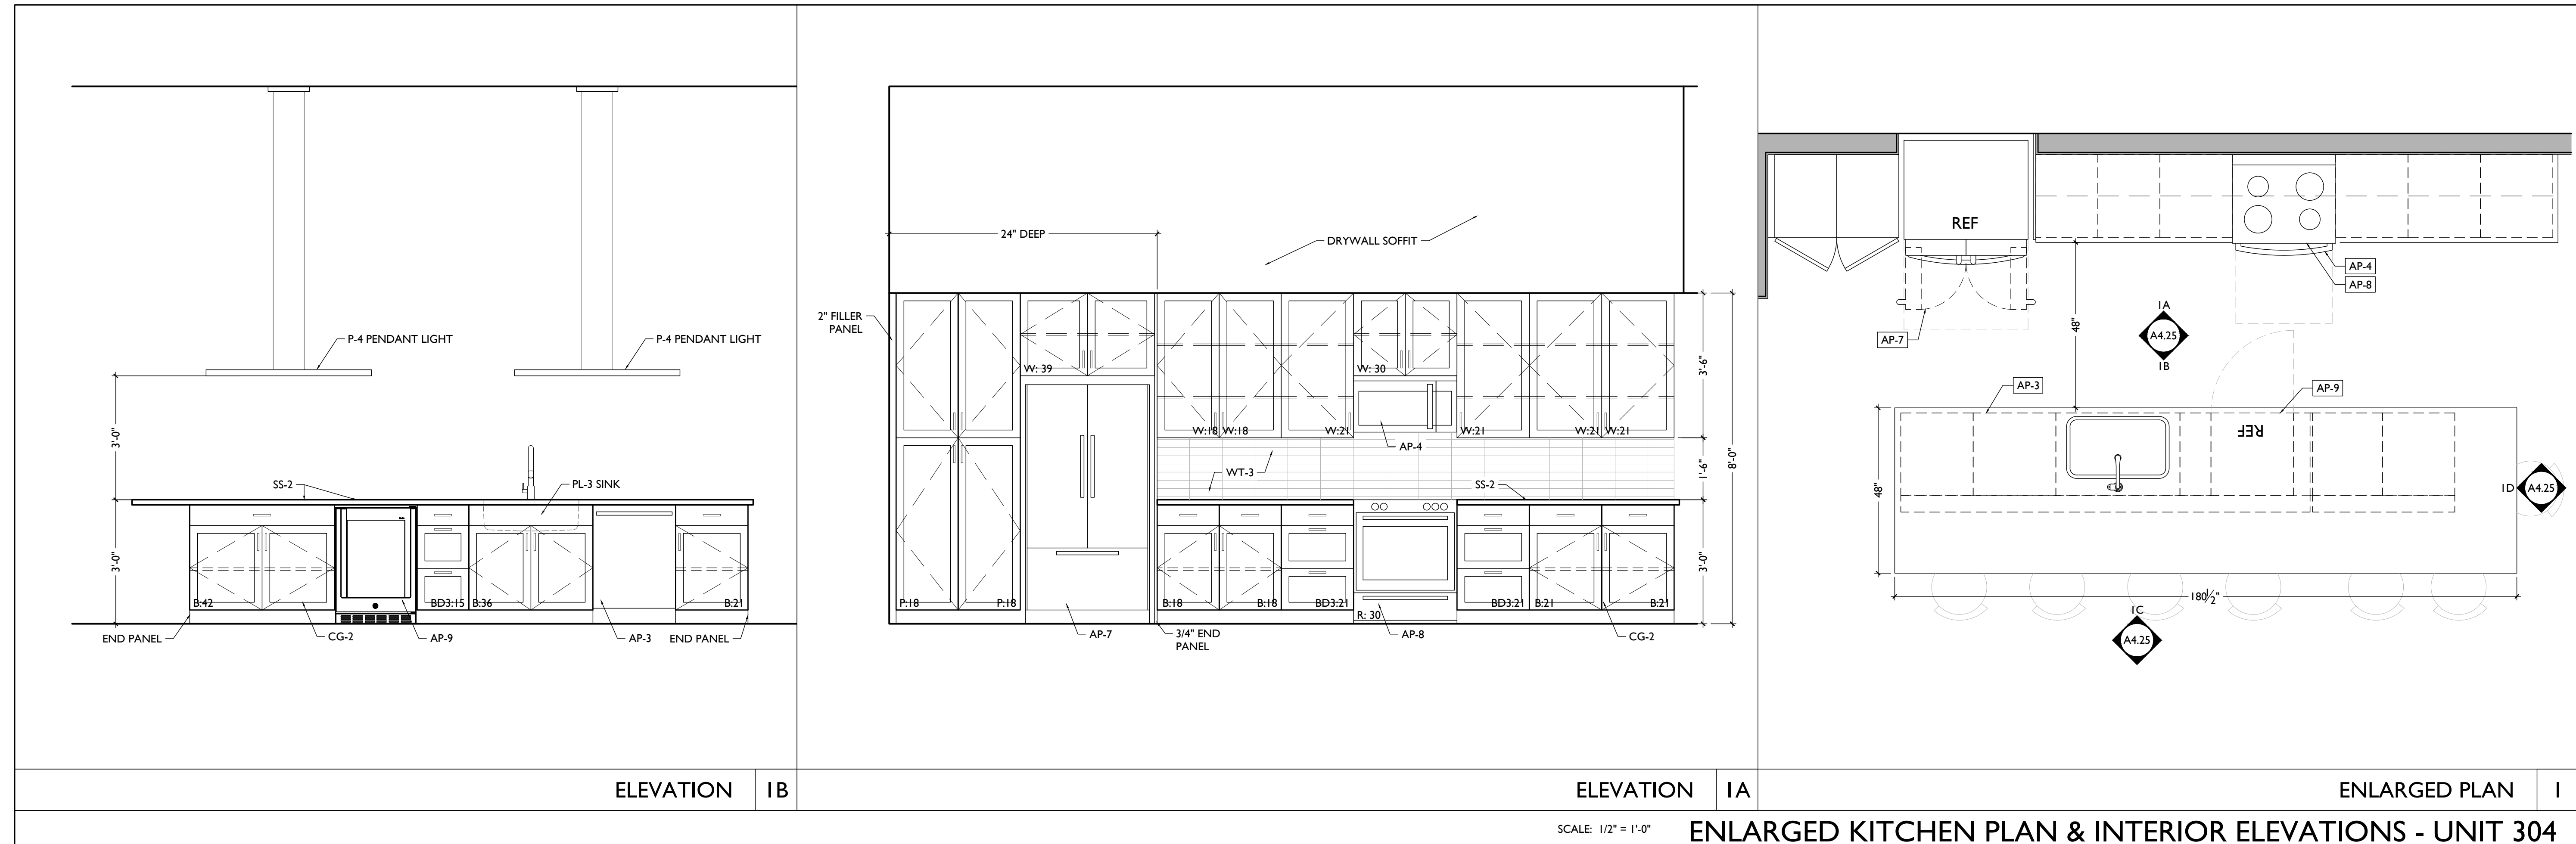 P-4 PENDANT LIGHT
P-4 PENDANT LIGHT
3'-0"
SS-2
PL-3 SINK
3'-0"
B:42
BD3:15
B:36
B:21
END PANEL
CG-2
AP-9
AP-3
END PANEL
ELEVATION
1B
24" DEEP
DRYWALL SOFFIT
2" FILLER
PANEL
W: 39
W: 30
W:18
W:18
W:21
W:21
W:21
W:21
AP-4
WT-3
SS-2
3'-6"
1'-6"
8'-0"
3'-0"
P:18
P:18
B:18
B:18
BD3:21
R: 30
BD3:21
B:21
B:21
AP-7
3/4" END
PANEL
AP-8
CG-2
ELEVATION
1A
REF
AP-4
AP-8
AP-7
48"
1A
A4.25
1B
AP-3
AP-9
REF
48"
1D
A4.25
180 1/2"
1C
A4.25
ENLARGED PLAN
1
SCALE: 1/2" = 1'-0"
ENLARGED KITCHEN PLAN & INTERIOR ELEVATIONS - UNIT 304